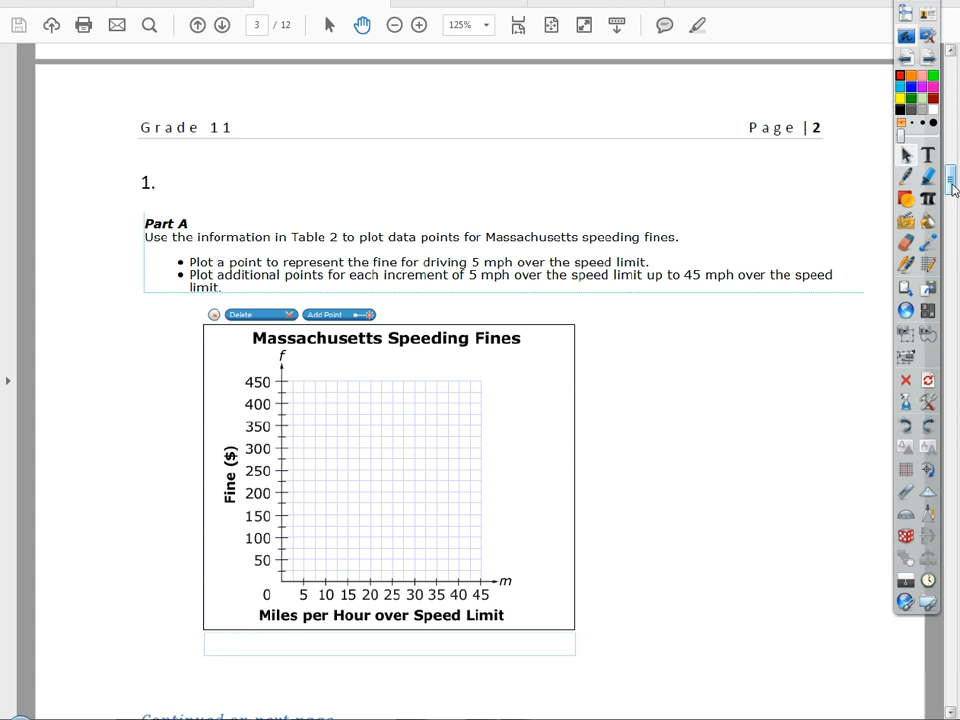 3 / 12
125%
Grade 11
Page | 2
1.
Part A
Use the information in Table 2 to plot data points for Massachusetts speeding fines.
• Plot a point to represent the fine for driving 5 mph over the speed limit.
• Plot additional points for each increment of 5 mph over the speed limit up to 45 mph over the speed
limit.
Delete
Add Point
Massachusetts Speeding Fines
f
450
400
350
300
250
200
150
100
50
Fine ($)
m
0 5 10 15 20 25 30 35 40 45
Miles per Hour over Speed Limit
Continued on next page